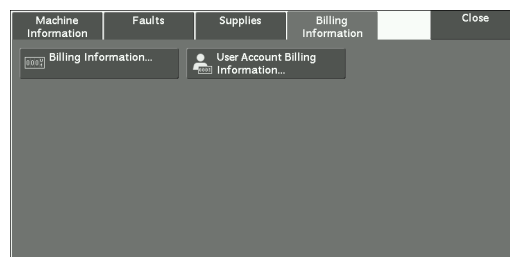 Machine
Information
Faults
Supplies
Billing
Information
Close
Billing Information...
User Account Billing
Information...